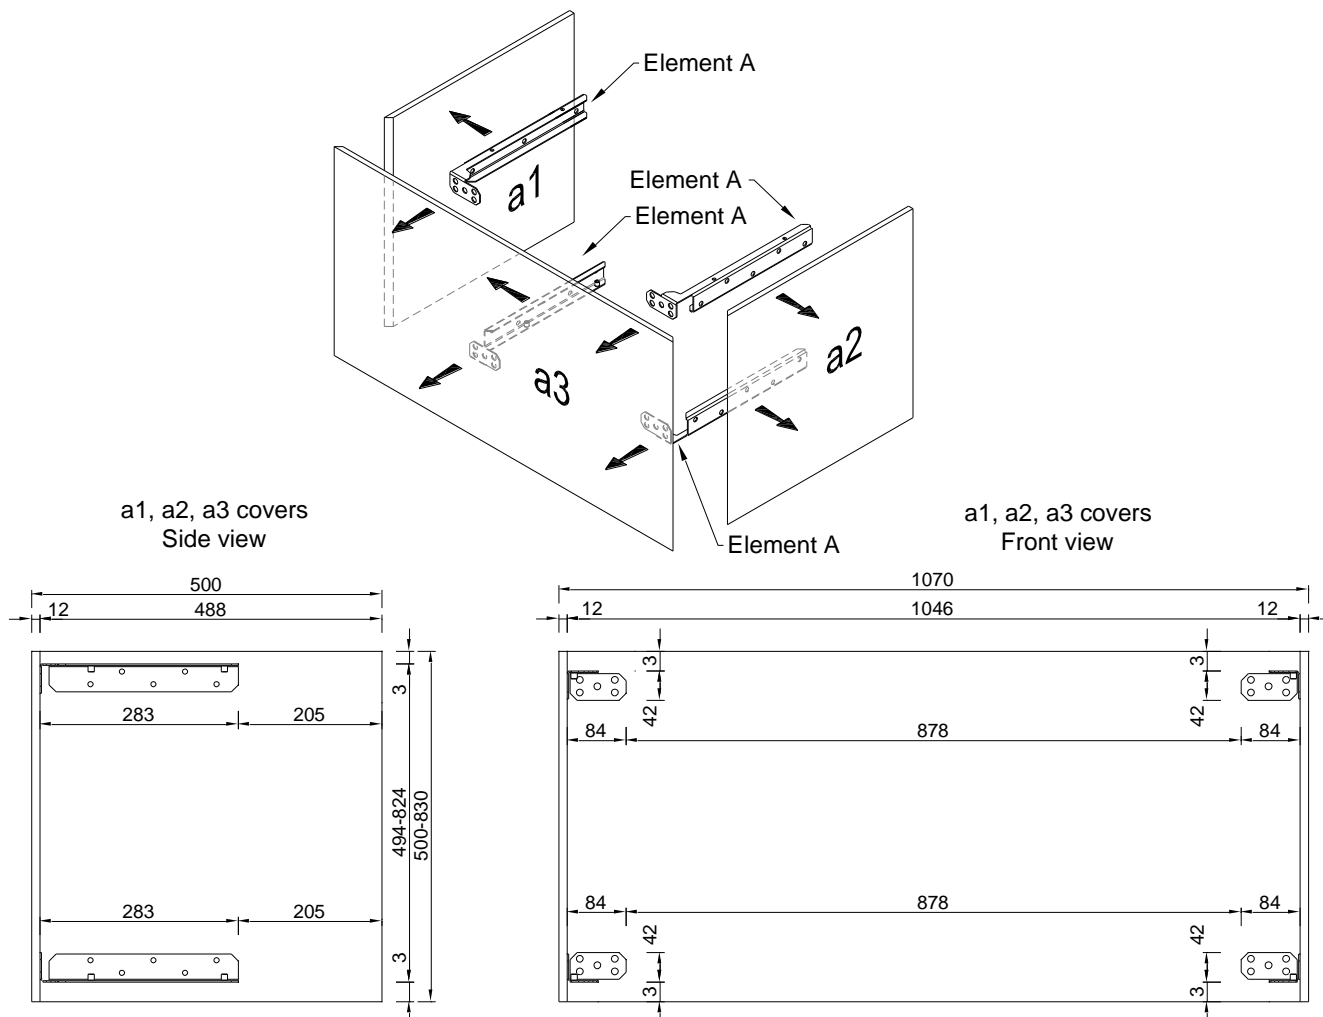 Element A
a1
Element A
Element A
a2
a3
Element A
a1, a2, a3 covers
Side view
a1, a2, a3 covers
Front view
500
12 488
3
283 205
494-824
500-830
283 205
3
1070
12 1046 12
3 3
42 42
84 878 84
84 878 84
42 42
3 3